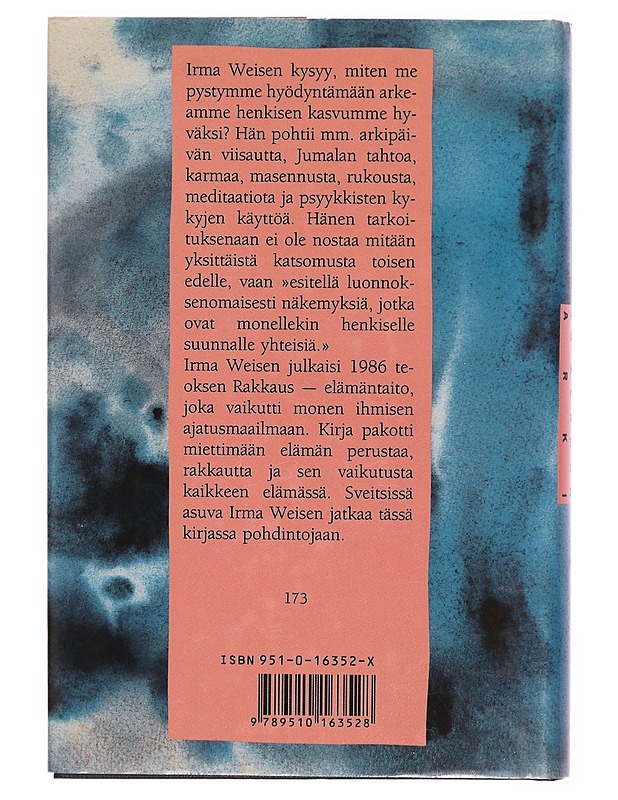 Irma Weisen kysyy, miten me
pystymme hyödyntämään arke-
amme henkisen kasvumme hy-
väksi? Hän pohtii mm. arkipäi-
vän viisautta, Jumalan tahtoa,
karmaa, masennusta, rukousta,
meditaatiota ja psyykkisten ky-
kyjen käyttöä. Hänen tarkoi-
tuksenaan ei ole nostaa mitään
yksittäistä katsomusta toisen
edelle, vaan »esitellä luonnok-
senomaisesti näkemyksiä, jotka
ovat monellekin henkiselle
suunnalle yhteisiä.»
Irma Weisen julkaisi 1986 te-
oksen Rakkaus — elämäntaito,
joka vaikutti monen ihmisen
ajatusmaailmaan. Kirja pakotti
miettimään elämän perustaa,
rakkautta ja sen vaikutusta
kaikkeen elämässä. Sveitsissä
asuva Irma Weisen jatkaa tässä
kirjassa pohdintojaan.
173
ISBN 951-0-16352-X
9 789510 163528
A R K I